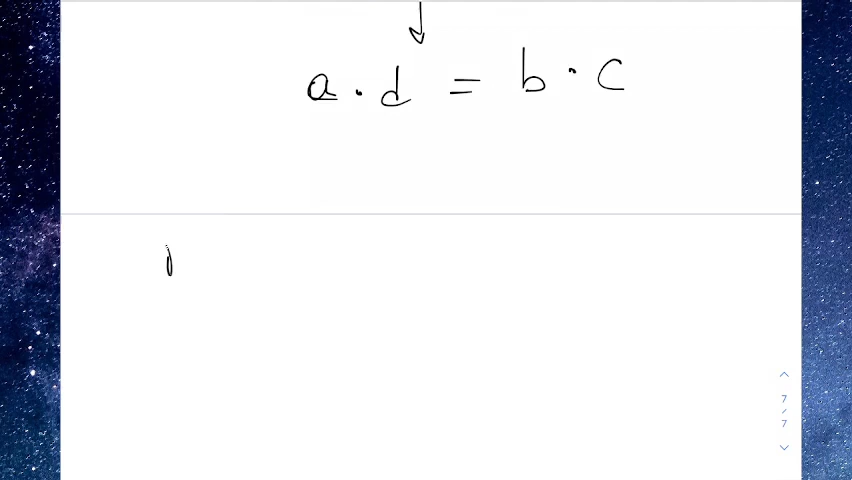 a · d = b · c
7
/
7